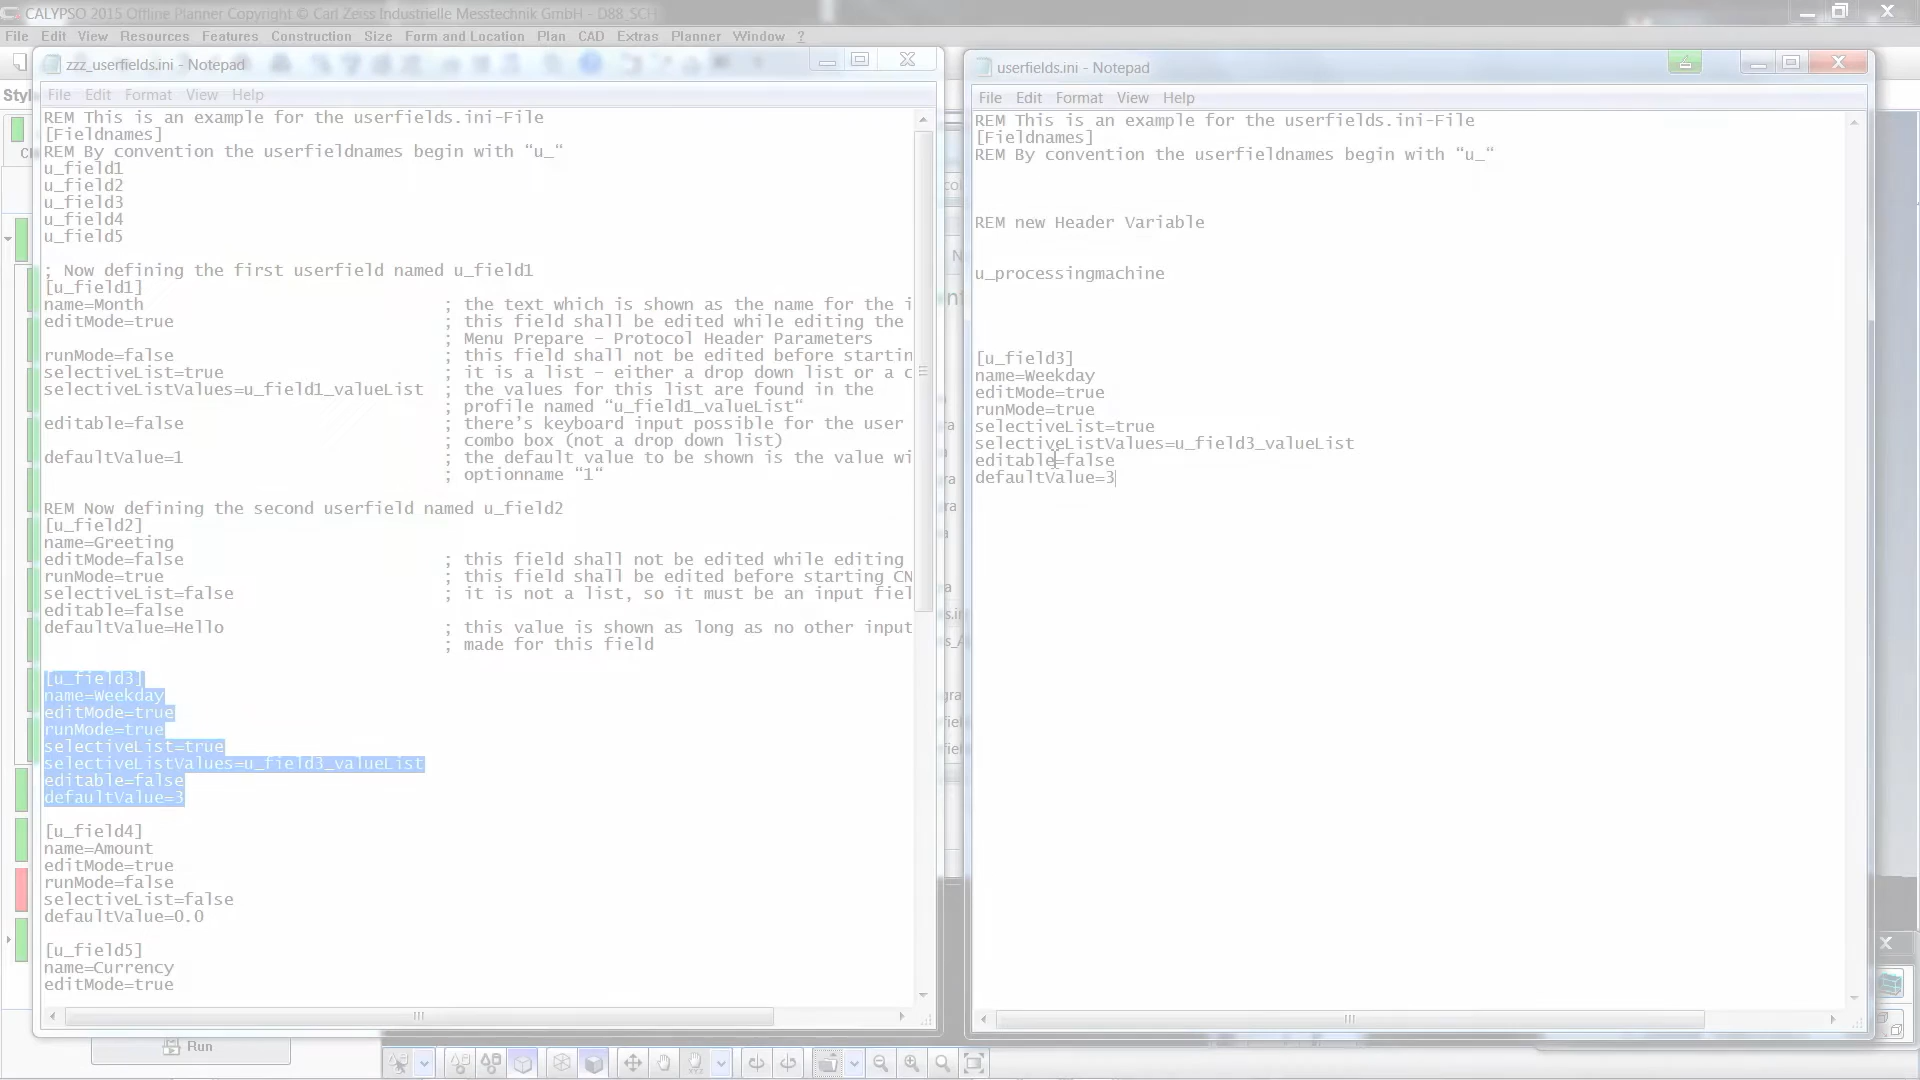 CALYPSO 2015 Offline Planner Copyright © Carl Zeiss Industrielle Messtechnik GmbH - D88_SCH
File Edit View Resources Features Construction Size Form and Location Plan CAD Extras Planner Window ?
zzz_userfields.ini - Notepad
File Edit Format View Help
REM This is an example for the userfields.ini-File
[Fieldnames]
REM By convention the userfieldnames begin with “u_“
u_field1
u_field2
u_field3
u_field4
u_field5
; Now defining the first userfield named u_field1
[u_field1]
name=Month ; the text which is shown as the name for the i
editMode=true ; this field shall be edited while editing the
; Menu Prepare – Protocol Header Parameters
runMode=false ; this field shall not be edited before startin
selectiveList=true ; it is a list – either a drop down list or a c
selectiveListValues=u_field1_valueList ; the values for this list are found in the
; profile named “u_field1_valueList“
editable=false ; there’s keyboard input possible for the user
; combo box (not a drop down list)
defaultValue=1 ; the default value to be shown is the value wi
; optionname “1“
REM Now defining the second userfield named u_field2
[u_field2]
name=Greeting
editMode=false ; this field shall not be edited while editing
runMode=true ; this field shall be edited before starting CN
selectiveList=false ; it is not a list, so it must be an input fiel
editable=false
defaultValue=Hello ; this value is shown as long as no other input
; made for this field
[u_field3]
name=Weekday
editMode=true
runMode=true
selectiveList=true
selectiveListValues=u_field3_valueList
editable=false
defaultValue=3
[u_field4]
name=Amount
editMode=true
runMode=false
selectiveList=false
defaultValue=0.0
[u_field5]
name=Currency
editMode=true
Run
userfields.ini - Notepad
File Edit Format View Help
REM This is an example for the userfields.ini-File
[Fieldnames]
REM By convention the userfieldnames begin with “u_“
REM new Header Variable
u_processingmachine
[u_field3]
name=Weekday
editMode=true
runMode=true
selectiveList=true
selectiveListValues=u_field3_valueList
editable=false
defaultValue=3